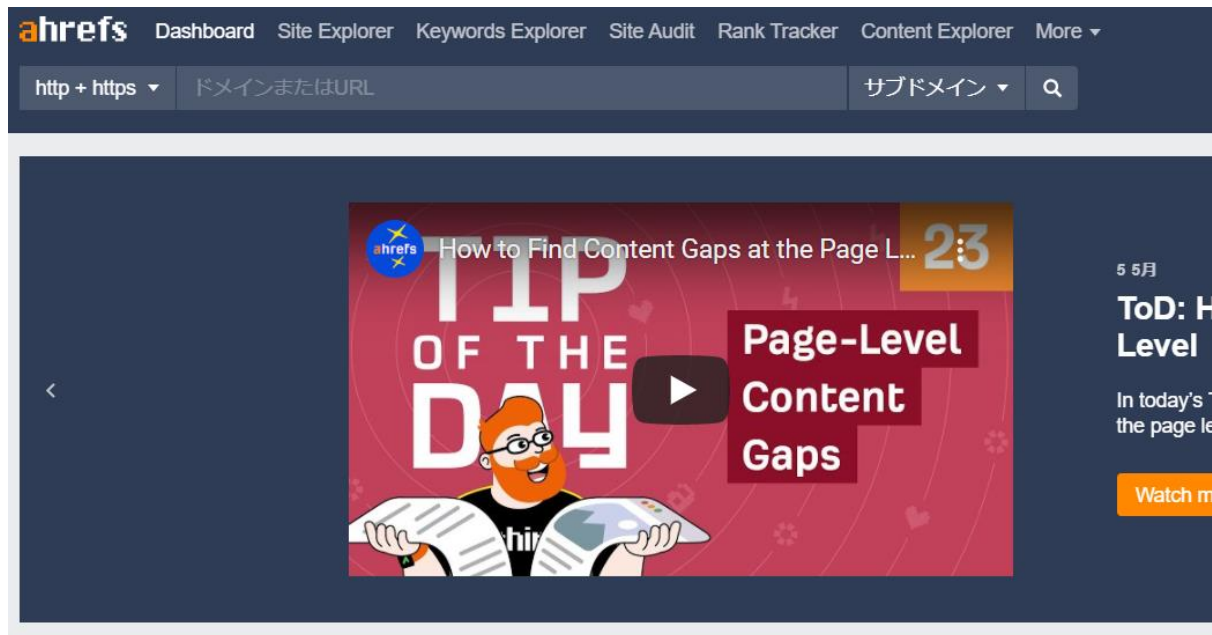 ahrefs Dashboard Site Explorer Keywords Explorer Site Audit Rank Tracker Content Explorer More
http + https ドメインまたはURL サブドメイン
ahrefs How to Find Content Gaps at the Page L... 23
TIP
OF THE
DAY
Page-Level
Content
Gaps
5 5月
ToD: H
Level
In today's
the page le
Watch m